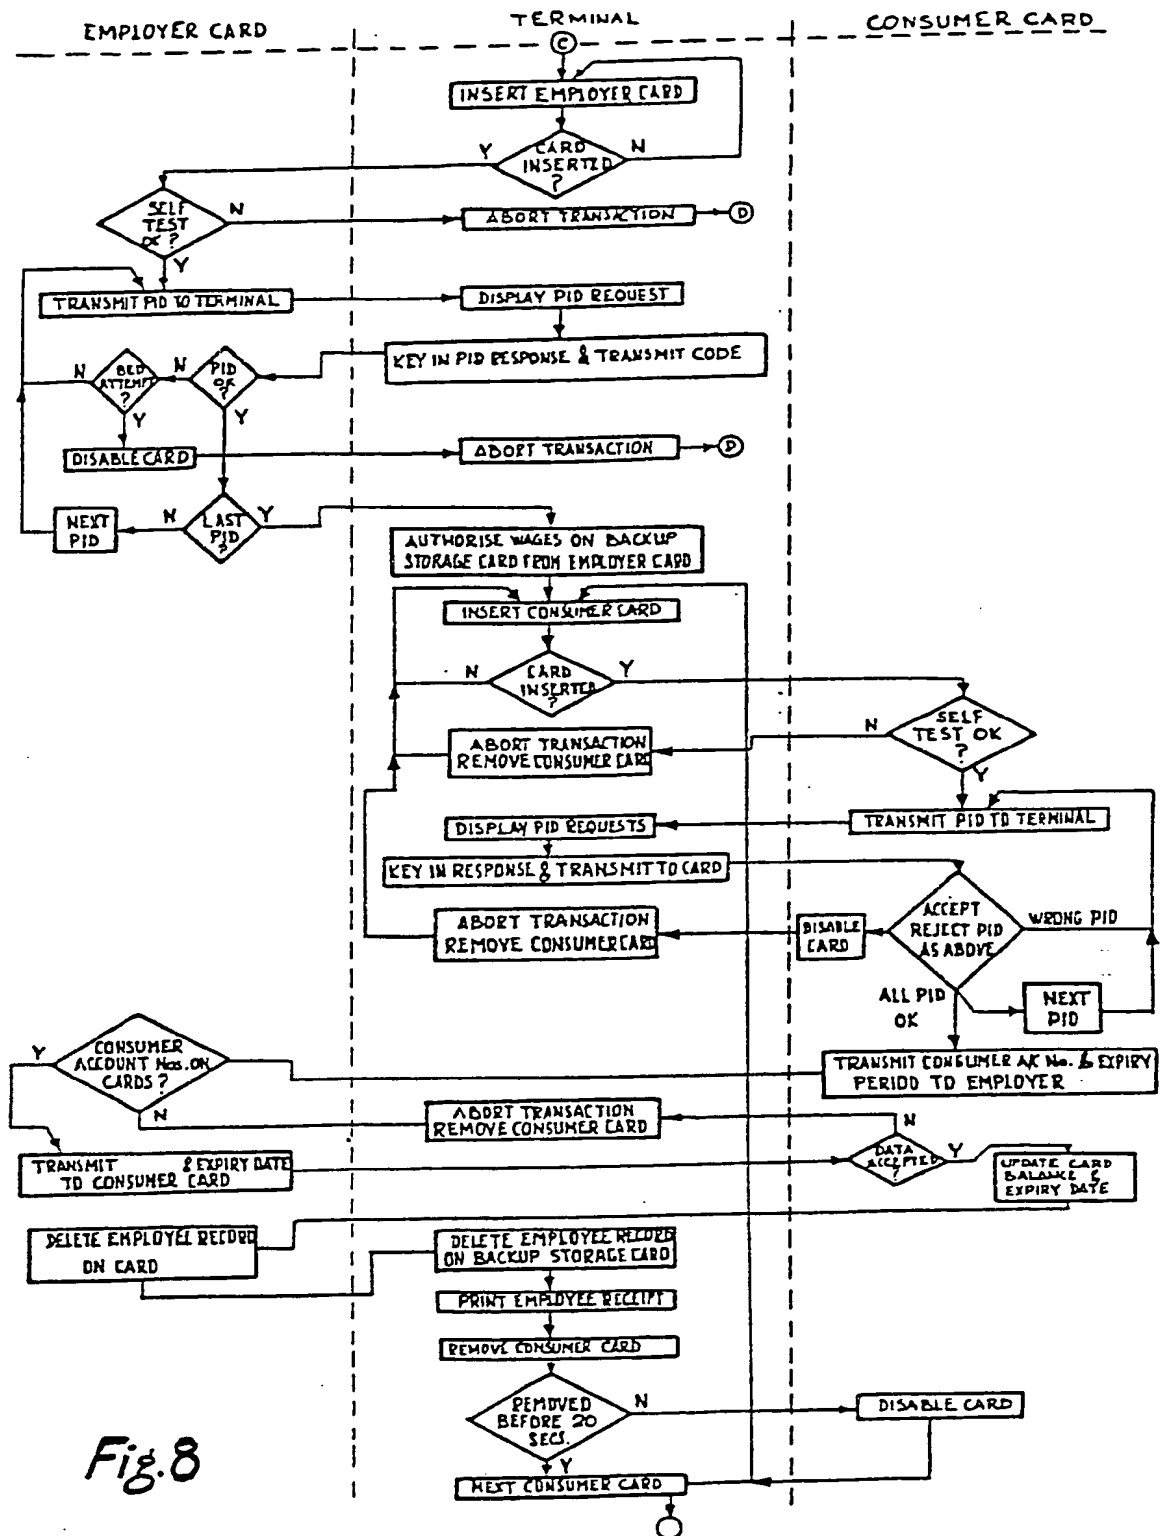 EMPLOYER CARD
TERMINAL
CONSUMER CARD
C
INSERT EMPLOYER CARD
CARD
INSERTED
?
Y
N
SELF
TEST
OK ?
N
Y
ABORT TRANSACTION
D
TRANSMIT PID TO TERMINAL
DISPLAY PID REQUEST
KEY IN PID RESPONSE & TRANSMIT CODE
PID
OK
?
N
Y
ATTEMPT
?
N
Y
DISABLE CARD
ABORT TRANSACTION
D
LAST
PID
?
N
Y
NEXT
PID
AUTHORISE WAGES ON BACKUP
STORAGE CARD FROM EMPLOYER CARD
INSERT CONSUMER CARD
CARD
INSERTED
?
N
Y
SELF
TEST OK
?
N
Y
ABORT TRANSACTION
REMOVE CONSUMER CARD
TRANSMIT PID TO TERMINAL
DISPLAY PID REQUESTS
KEY IN RESPONSE & TRANSMIT TO CARD
ACCEPT
REJECT PID
AS ABOVE
WRONG PID
DISABLE
CARD
ABORT TRANSACTION
REMOVE CONSUMER CARD
ALL PID
OK
NEXT
PID
TRANSMIT CONSUMER A/C No. & EXPIRY
PERIOD TO EMPLOYER
CONSUMER
ACCOUNT Nos. ON
CARDS ?
Y
N
ABORT TRANSACTION
REMOVE CONSUMER CARD
TRANSMIT & EXPIRY DATE
TO CONSUMER CARD
DATA
ACCEPTED
?
N
Y
UPDATE CARD
BALANCE &
EXPIRY DATE
DELETE EMPLOYEE RECORD
ON CARD
DELETE EMPLOYEE RECORD
ON BACKUP STORAGE CARD
PRINT EMPLOYEE RECEIPT
REMOVE CONSUMER CARD
REMOVED
BEFORE 20
SECS.
N
Y
DISABLE CARD
NEXT CONSUMER CARD
Fig.8